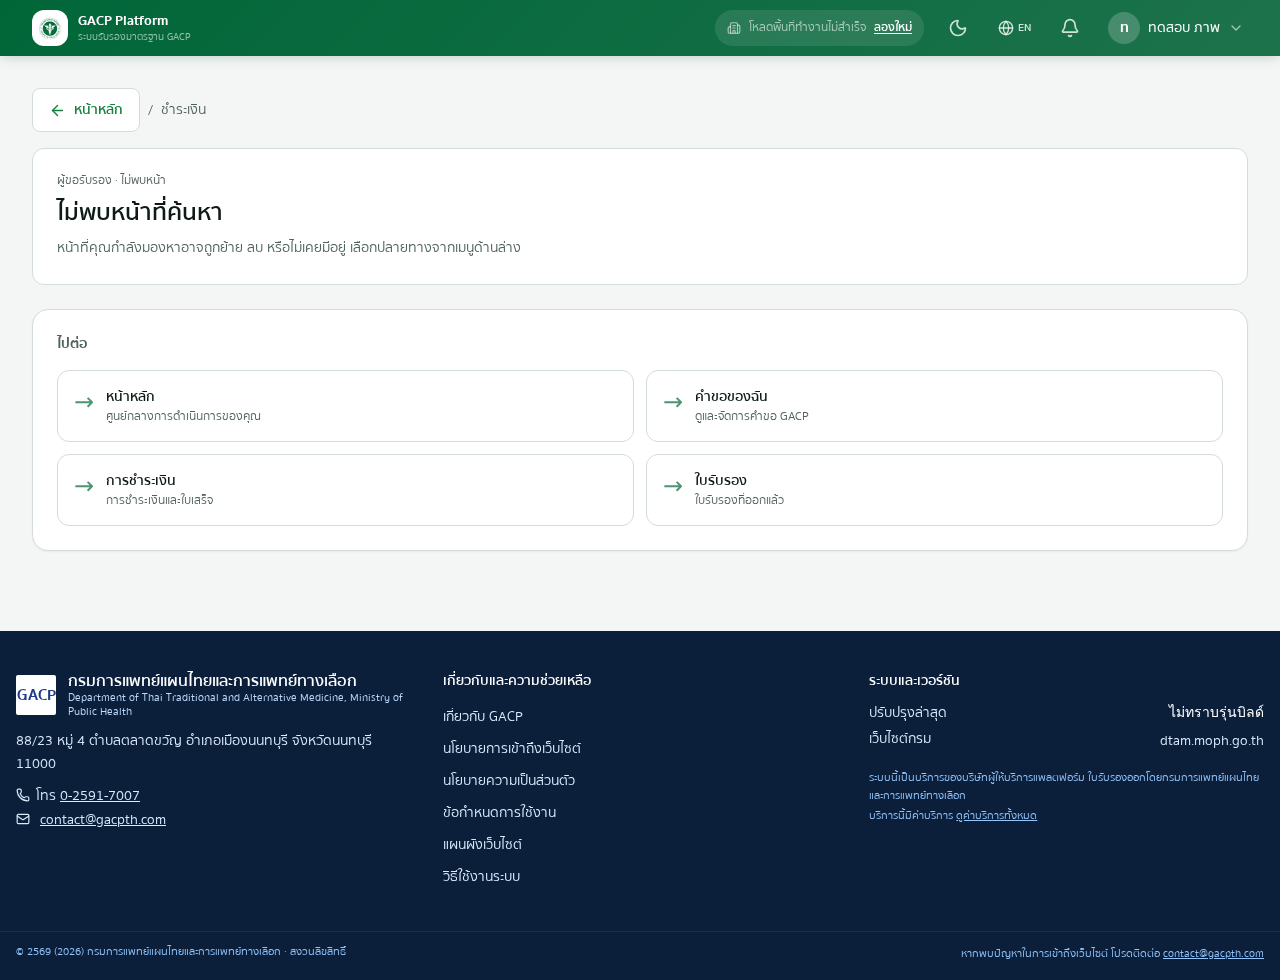 GACP Platform
ระบบรับรองมาตรฐาน GACP
โหลดพื้นที่ทำงานไม่สำเร็จ ลองใหม่
EN
ท ทดสอบ ภาพ
หน้าหลัก / ชำระเงิน
ผู้ขอรับรอง · ไม่พบหน้า
ไม่พบหน้าที่ค้นหา
หน้าที่คุณกำลังมองหาอาจถูกย้าย ลบ หรือไม่เคยมีอยู่ เลือกปลายทางจากเมนูด้านล่าง
ไปต่อ
หน้าหลัก
ศูนย์กลางการดำเนินการของคุณ
คำขอของฉัน
ดูและจัดการคำขอ GACP
การชำระเงิน
การชำระเงินและใบเสร็จ
ใบรับรอง
ใบรับรองที่ออกแล้ว
GACP
กรมการแพทย์แผนไทยและการแพทย์ทางเลือก
Department of Thai Traditional and Alternative Medicine, Ministry of
Public Health
88/23 หมู่ 4 ตำบลตลาดขวัญ อำเภอเมืองนนทบุรี จังหวัดนนทบุรี
11000
โทร 0-2591-7007
contact@gacpth.com
เกี่ยวกับและความช่วยเหลือ
เกี่ยวกับ GACP
นโยบายการเข้าถึงเว็บไซต์
นโยบายความเป็นส่วนตัว
ข้อกำหนดการใช้งาน
แผนผังเว็บไซต์
วิธีใช้งานระบบ
ระบบและเวอร์ชัน
ปรับปรุงล่าสุด ไม่ทราบรุ่นบิลด์
เว็บไซต์กรม dtam.moph.go.th
ระบบนี้เป็นบริการของบริษัทผู้ให้บริการแพลตฟอร์ม ใบรับรองออกโดยกรมการแพทย์แผนไทย
และการแพทย์ทางเลือก
บริการนี้มีค่าบริการ ดูค่าบริการทั้งหมด
© 2569 (2026) กรมการแพทย์แผนไทยและการแพทย์ทางเลือก · สงวนลิขสิทธิ์
หากพบปัญหาในการเข้าถึงเว็บไซต์ โปรดติดต่อ contact@gacpth.com